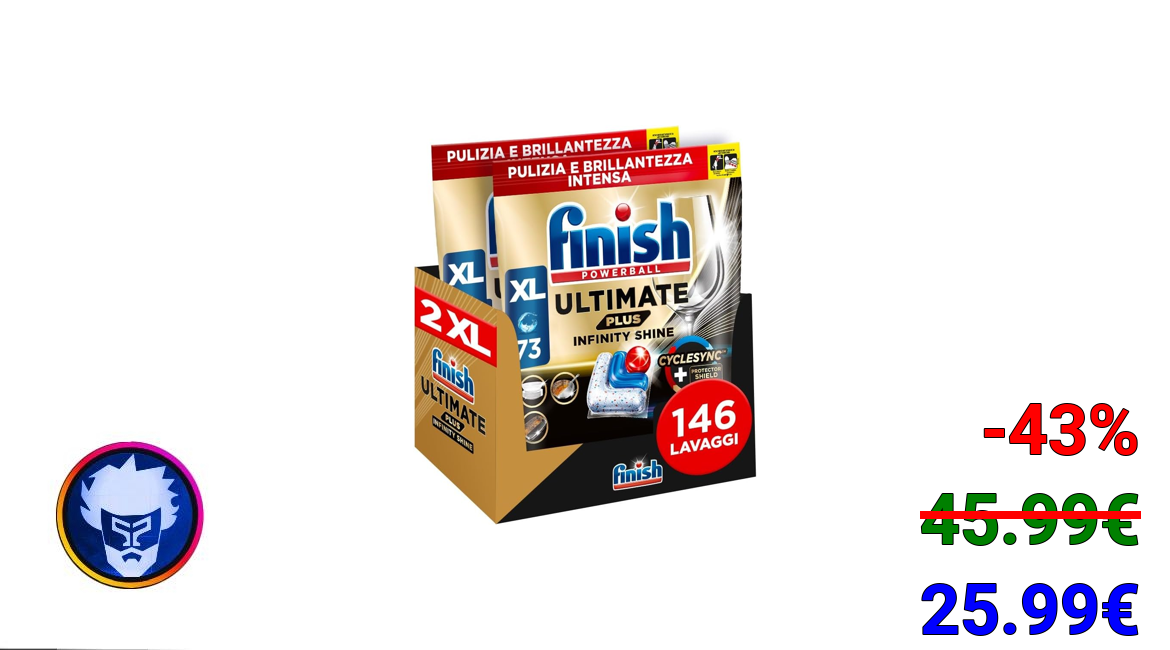 PULIZIA E BRILLANTEZZA
PULIZIA E BRILLANTEZZA
INTENSA
finish
POWERBALL
XL
XL
ULTIMATE
PLUS
INFINITY SHINE
73
2 XL
finish
ULTIMATE
PLUS
INFINITY SHINE
CYCLESYNC
+ PROTECTOR
SHIELD
146
LAVAGGI
finish
-43%
45.99€
25.99€